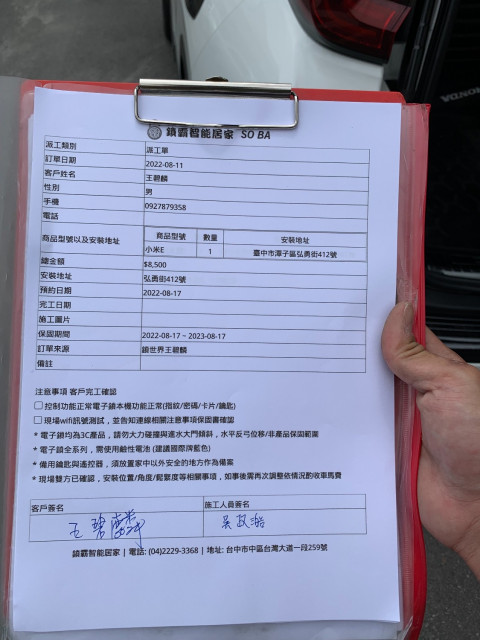 鎖霸智能居家 SO BA
派工類別 派工單
訂單日期 2022-08-11
客戶姓名 王碧麟
性別 男
手機 0927879358
電話
商品型號以及安裝地址 商品型號 數量 安裝地址
小米E 1 臺中市潭子區弘勇街412號
總金額 $8,500
安裝地址 弘勇街412號
預約日期 2022-08-17
完工日期
施工圖片
保固期間 2022-08-17 ~ 2023-08-17
訂單來源 鎖世界王碧麟
備註
注意事項 客戶完工確認
控制功能正常電子鎖本機功能正常(指紋/密碼/卡片/鑰匙)
現場wifi訊號測試，並告知連線相關注意事項保固書確認
* 電子鎖均為3C產品，請勿大力碰撞與進水大門傾斜，水平反弓位移/非產品保固範圍
* 電子鎖全系列，需使用鹼性電池 (建議國際牌藍色)
* 備用鑰匙與遙控器，須放置家中以外安全的地方作為備案
* 現場雙方已確認，安裝位置/角度/鬆緊度等相關事項，如事後需再次調整依情況酌收車馬費
客戶簽名 施工人員簽名
王碧麟 吳政浩
鎖霸智能居家 | 電話: (04)2229-3368 | 地址: 台中市中區台灣大道一段259號
HONDA